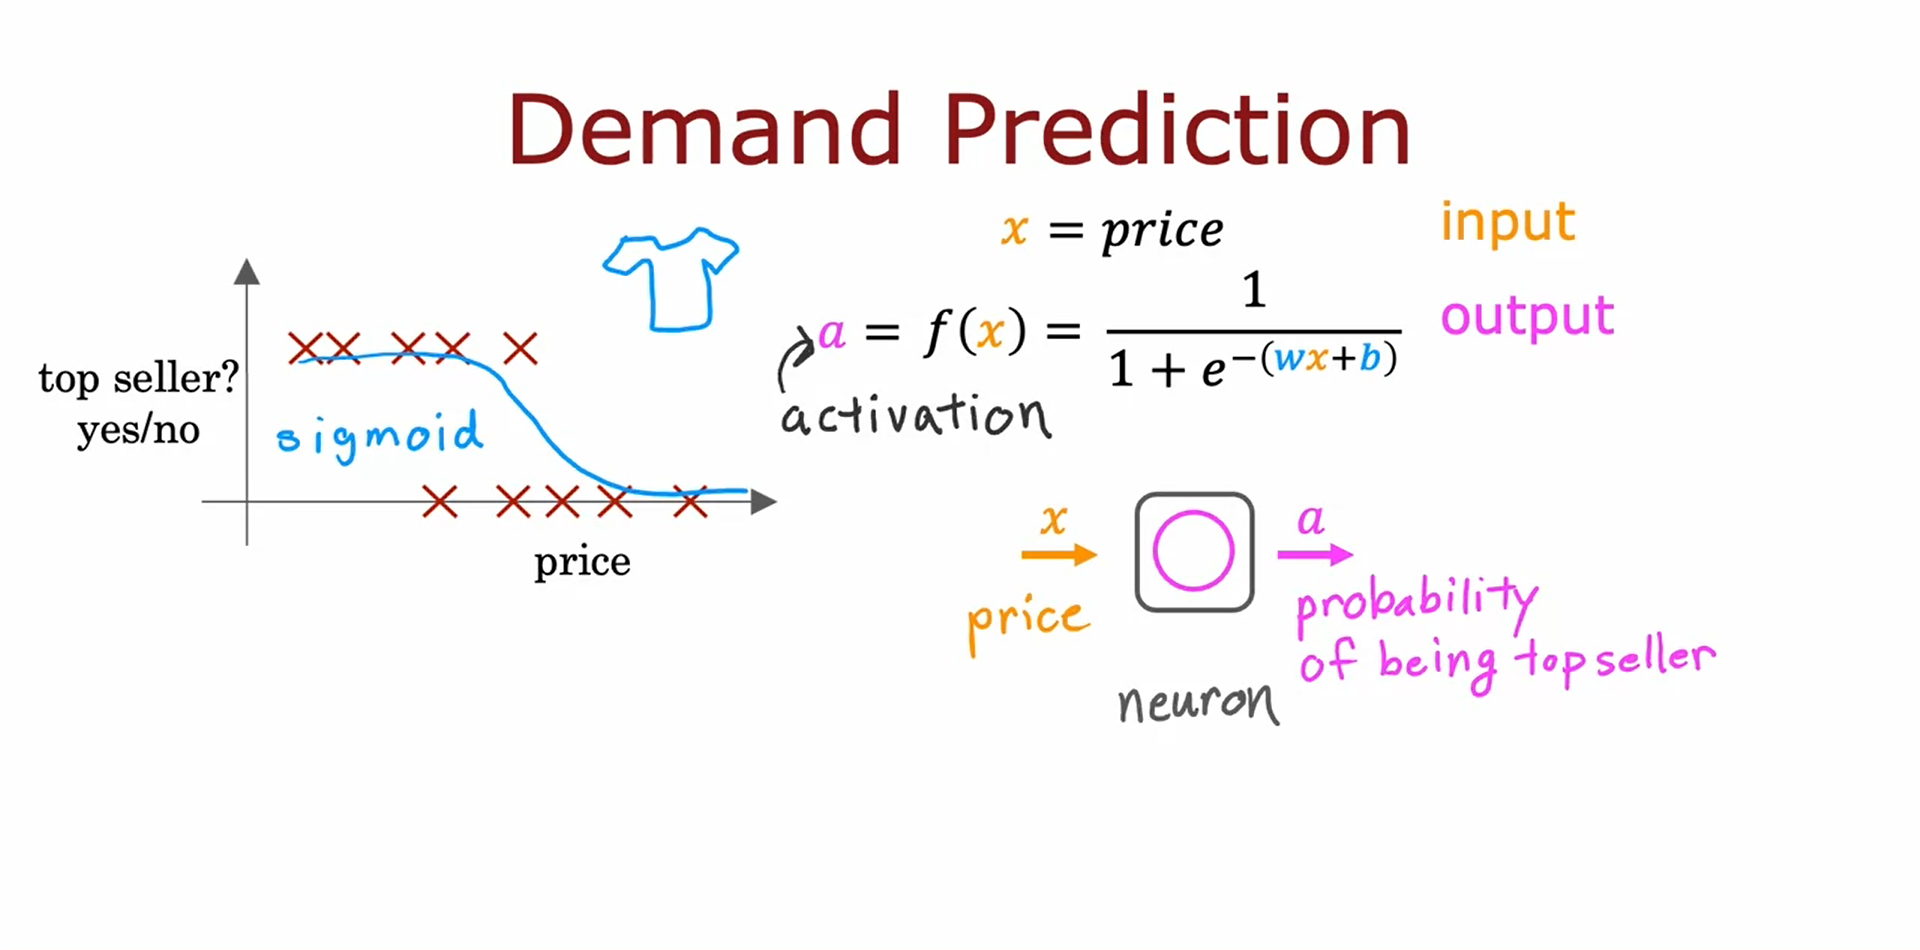 Demand Prediction
x = price
input
a = f(x) = 1 / (1 + e^−(wx+b))
output
activation
top seller?
yes/no
sigmoid
price
x
price
neuron
a
probability
of being top seller